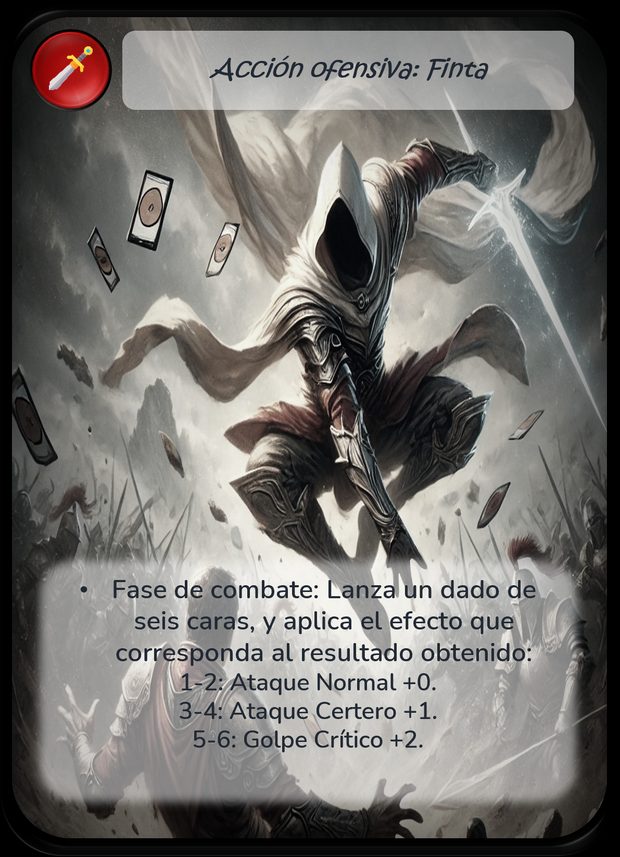 Acción ofensiva: Finta
• Fase de combate: Lanza un dado de
seis caras, y aplica el efecto que
corresponda al resultado obtenido:
1-2: Ataque Normal +0.
3-4: Ataque Certero +1.
5-6: Golpe Crítico +2.